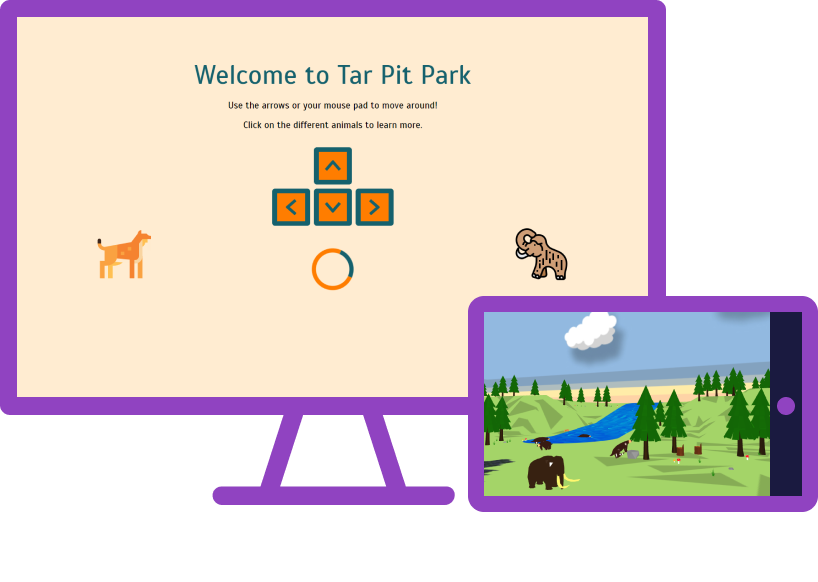 Welcome to Tar Pit Park
Use the arrows or your mouse pad to move around!
Click on the different animals to learn more.